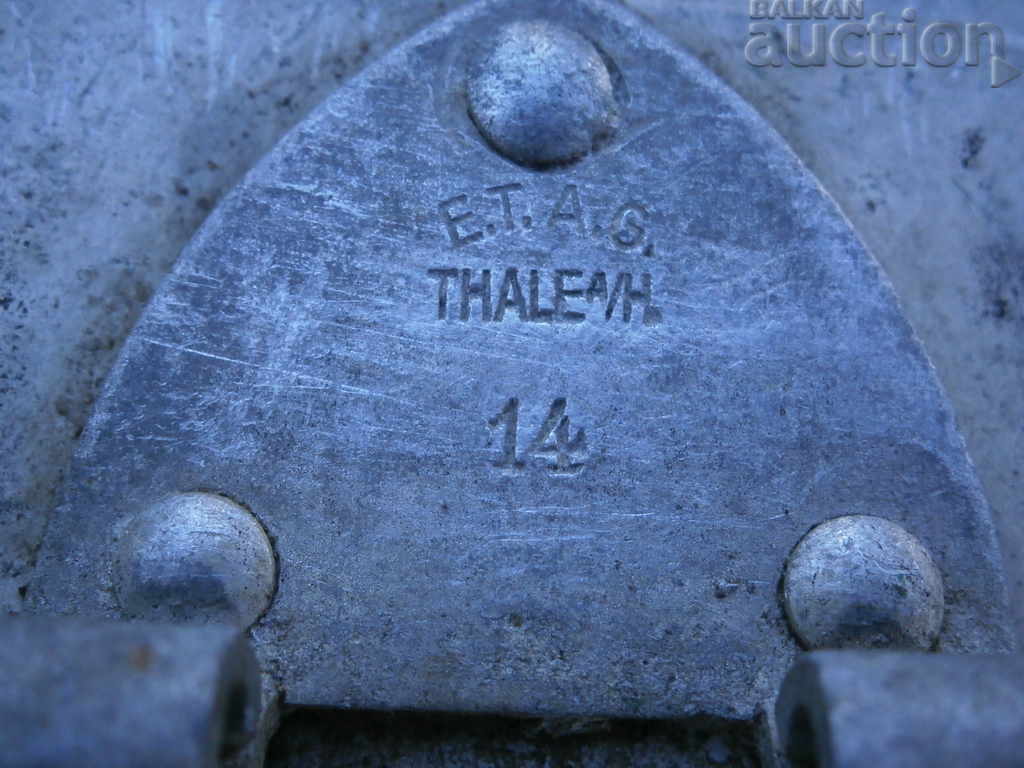 BALKAN
auction
E.T.A.G.
THALE A/H.
14